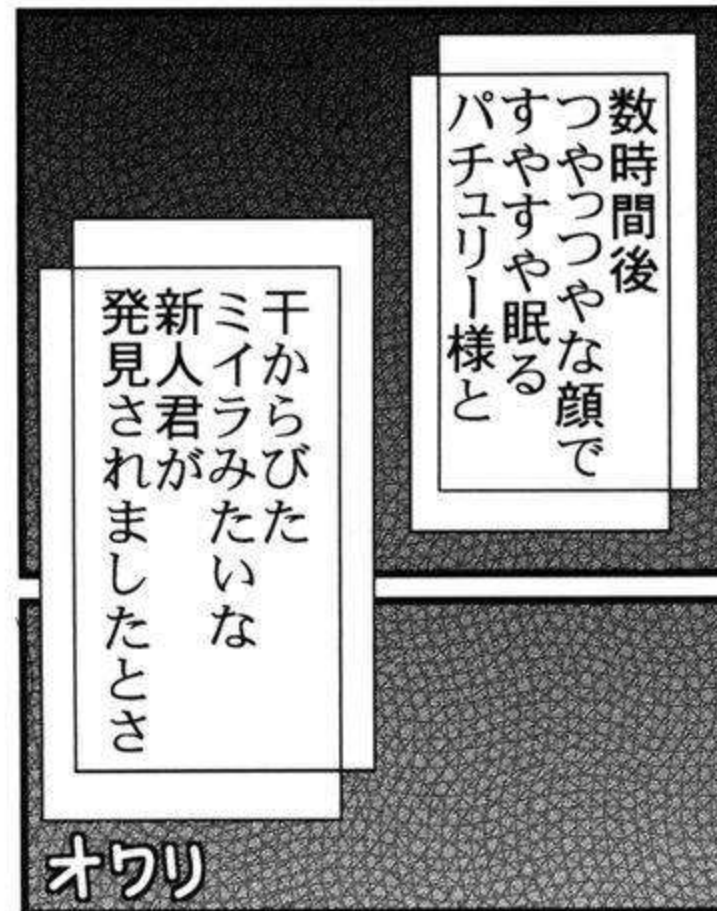 数時間後
つやっつやな顔で
すやすや眠る
パチュリー様と
干からびた
ミイラみたいな
新人君が
発見されましたとさ
オワリ